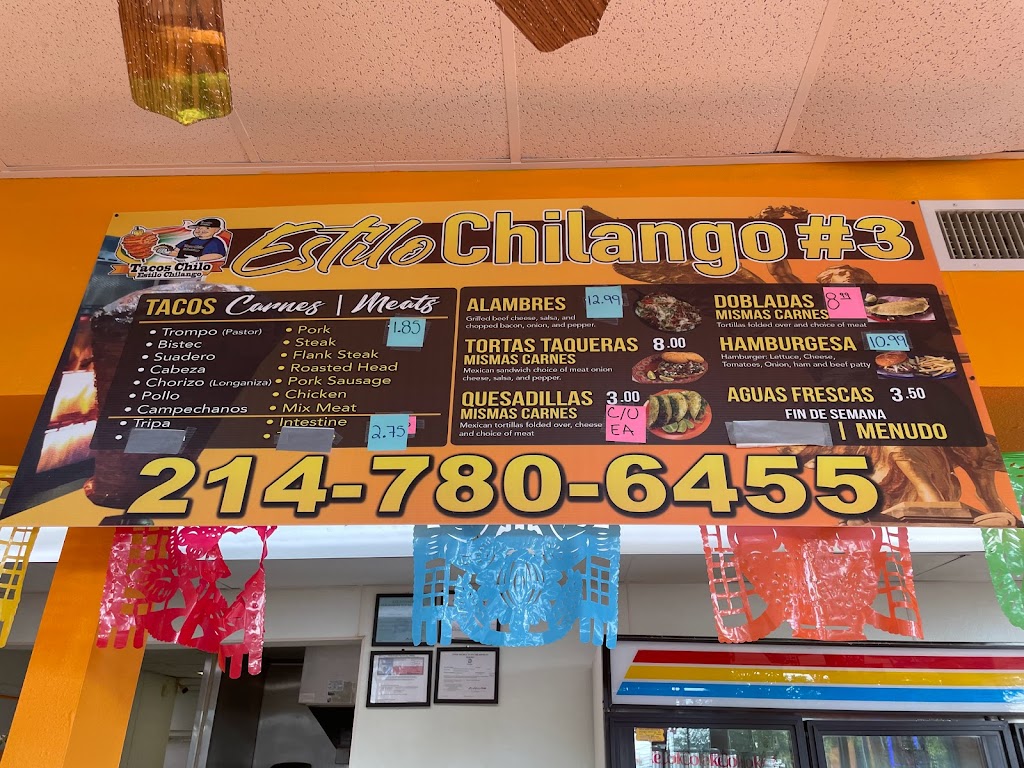 Estilo Chilango #3
Tacos Chilo
Estilo Chilango
TACOS Carnes | Meats
1.85
• Trompo (Pastor)
• Bistec
• Suadero
• Cabeza
• Chorizo (Longaniza)
• Pollo
• Campechanos
• Tripa
• Pork
• Steak
• Flank Steak
• Roasted Head
• Pork Sausage
• Chicken
• Mix Meat
• Intestine
2.75
ALAMBRES 12.99
Grilled beef cheese, salsa, and
chopped bacon, onion, and pepper.
TORTAS TAQUERAS 8.00
MISMAS CARNES
Mexican sandwich choice of meat onion
cheese, salsa, and pepper.
QUESADILLAS 3.00
MISMAS CARNES
C/U
EA
Mexican tortillas folded over, cheese
and choice of meat
DOBLADAS 8.99
MISMAS CARNES
Tortillas folded over and choice of meat
HAMBURGESA 10.99
Hamburger: Lettuce, Cheese,
Tomatoes, Onion, ham and beef patty
AGUAS FRESCAS 3.50
FIN DE SEMANA
| MENUDO
214-780-6455